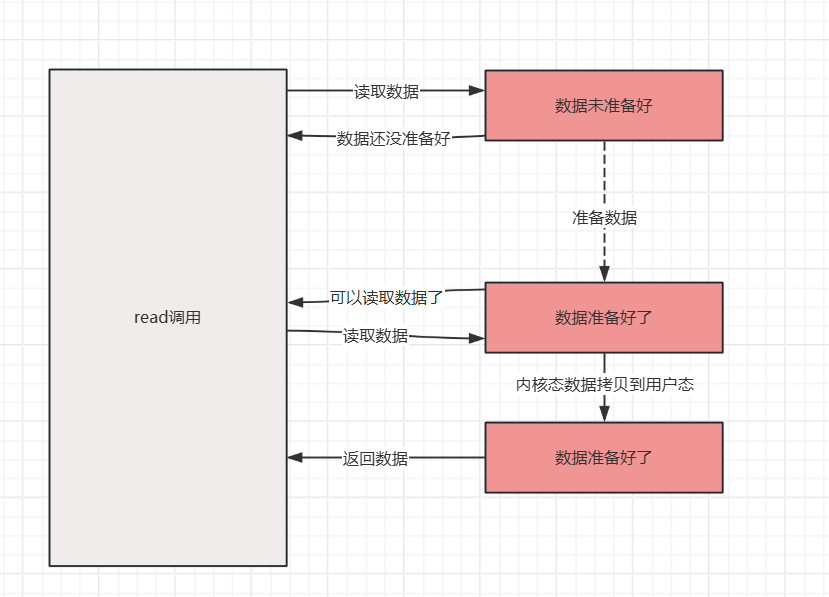 读取数据
数据未准备好
数据还没准备好
准备数据
可以读取数据了
read调用
数据准备好了
读取数据
内核态数据拷贝到用户态
返回数据
数据准备好了